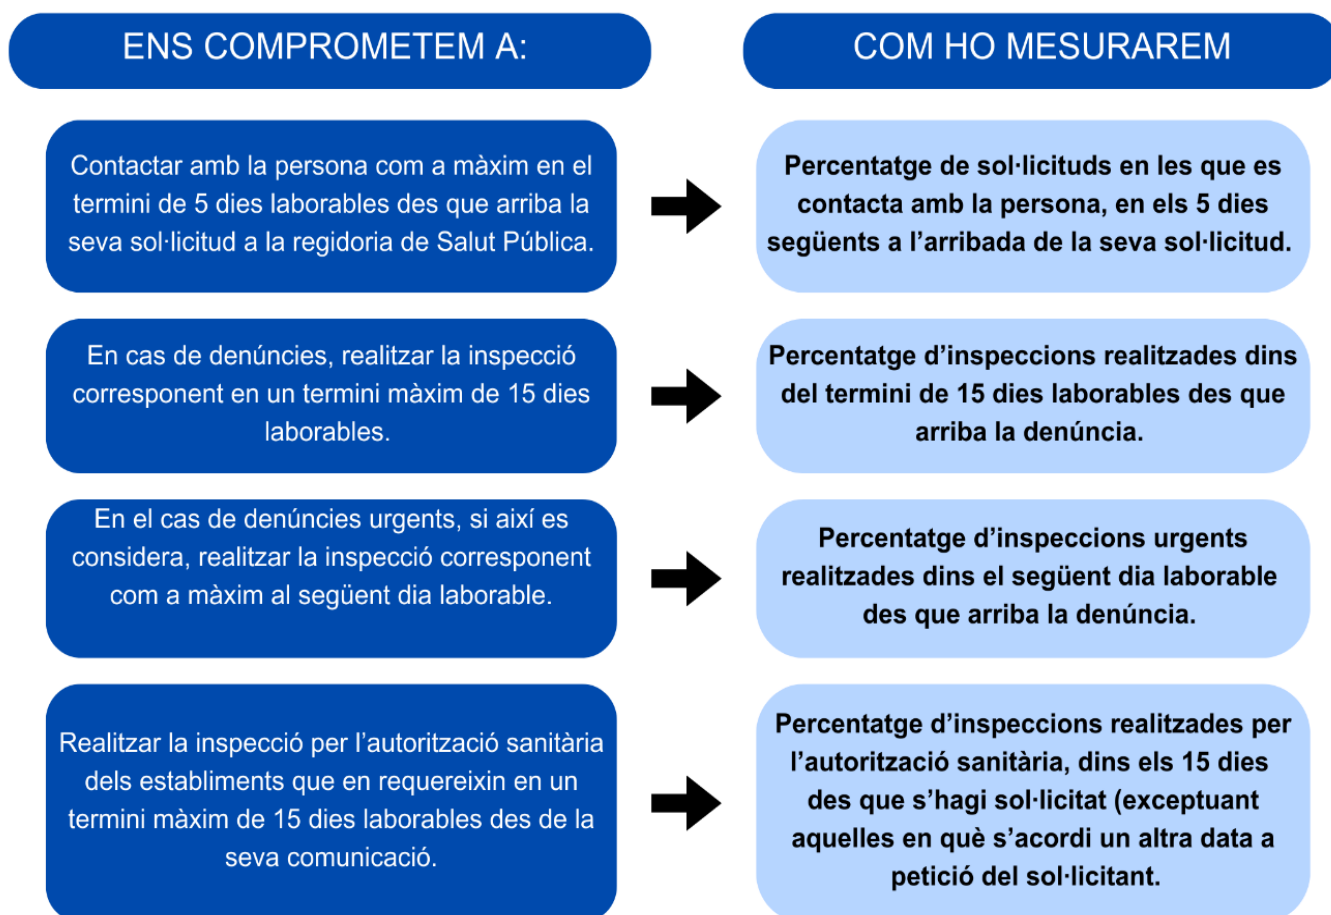 ENS COMPROMETEM A:
COM HO MESURAREM
Contactar amb la persona com a màxim en el
termini de 5 dies laborables des que arriba la
seva sol·licitud a la regidoria de Salut Pública.
Percentatge de sol·licituds en les que es
contacta amb la persona, en els 5 dies
següents a l’arribada de la seva sol·licitud.
En cas de denúncies, realitzar la inspecció
corresponent en un termini màxim de 15 dies
laborables.
Percentatge d’inspeccions realitzades dins
del termini de 15 dies laborables des que
arriba la denúncia.
En el cas de denúncies urgents, si així es
considera, realitzar la inspecció corresponent
com a màxim al següent dia laborable.
Percentatge d’inspeccions urgents
realitzades dins el següent dia laborable
des que arriba la denúncia.
Realitzar la inspecció per l’autorització sanitària
dels establiments que en requereixin en un
termini màxim de 15 dies laborables des de la
seva comunicació.
Percentatge d’inspeccions realitzades per
l’autorització sanitària, dins els 15 dies
des que s’hagi sol·licitat (exceptuant
aquelles en què s’acordi un altra data a
petició del sol·licitant.